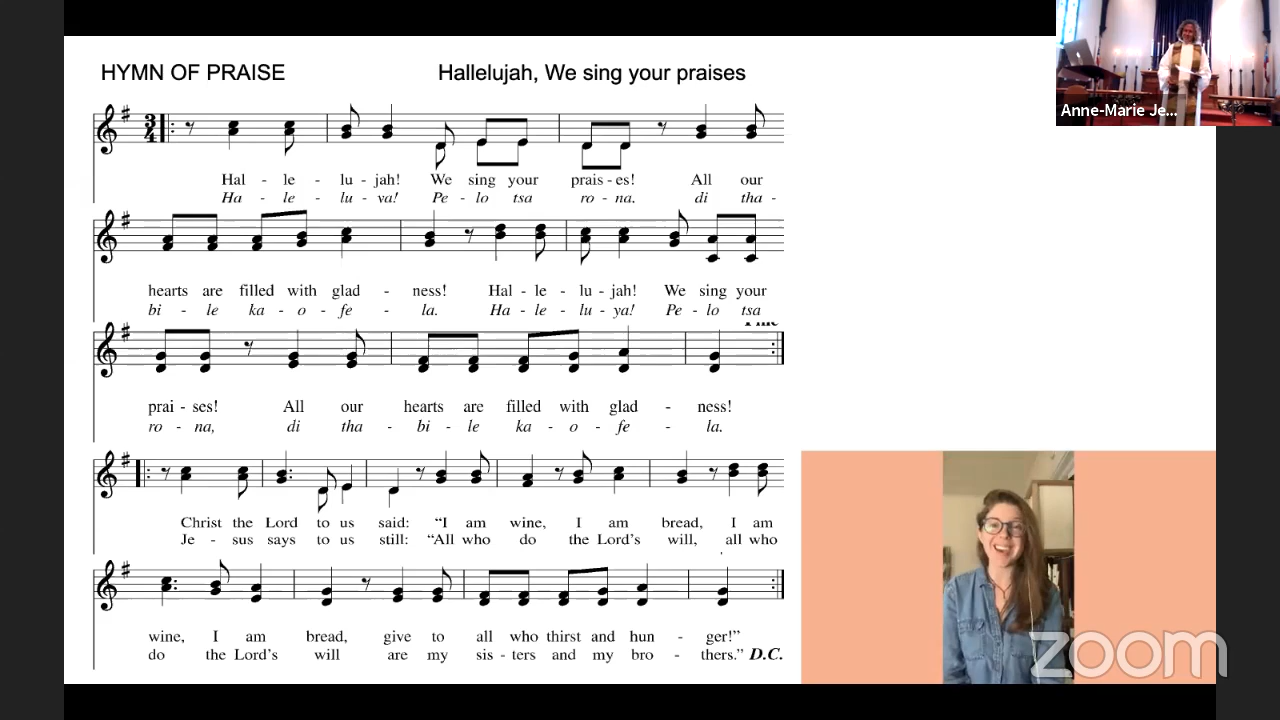 HYMN OF PRAISE
Hallelujah, We sing your praises
Anne-Marie Je...
3
4
Hal - le - lu - jah! We sing your prais - es! All our
Ha - le - lu - ya! Pe - lo tsa ro - na. di tha -
hearts are filled with glad - ness! Hal - le - lu - jah! We sing your
bi - le ka - o - fe - la. Ha - le - lu - ya! Pe - lo tsa
prai - ses! All our hearts are filled with glad - ness!
ro - na, di tha - bi - le ka - o - fe - la.
Christ the Lord to us said: “I am wine, I am bread, I am
Je - sus says to us still: “All who do the Lord's will, all who
wine, I am bread, give to all who thirst and hun - ger!”
do the Lord's will are my sis - ters and my bro - thers.” D.C.
zoom